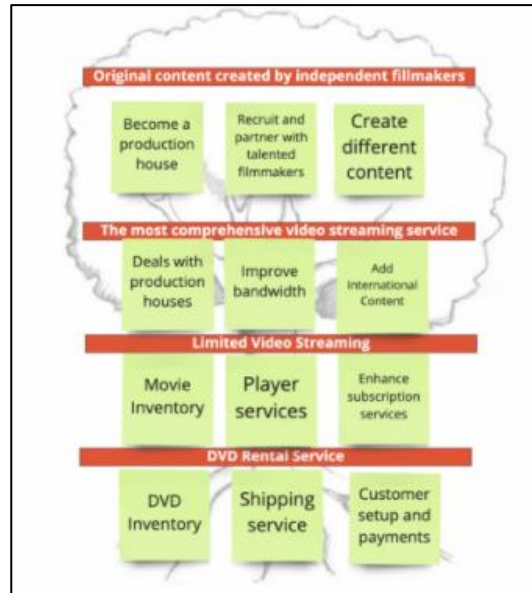 Original content created by independent fillmakers
Become a
production
house
Recruit and
partner with
talented
filmmakers
Create
different
content
The most comprehensive video streaming service
Deals with
production
houses
Improve
bandwidth
Add
International
Content
Limited Video Streaming
Movie
Inventory
Player
services
Enhance
subscription
services
DVD Rental Service
DVD
Inventory
Shipping
service
Customer
setup and
payments